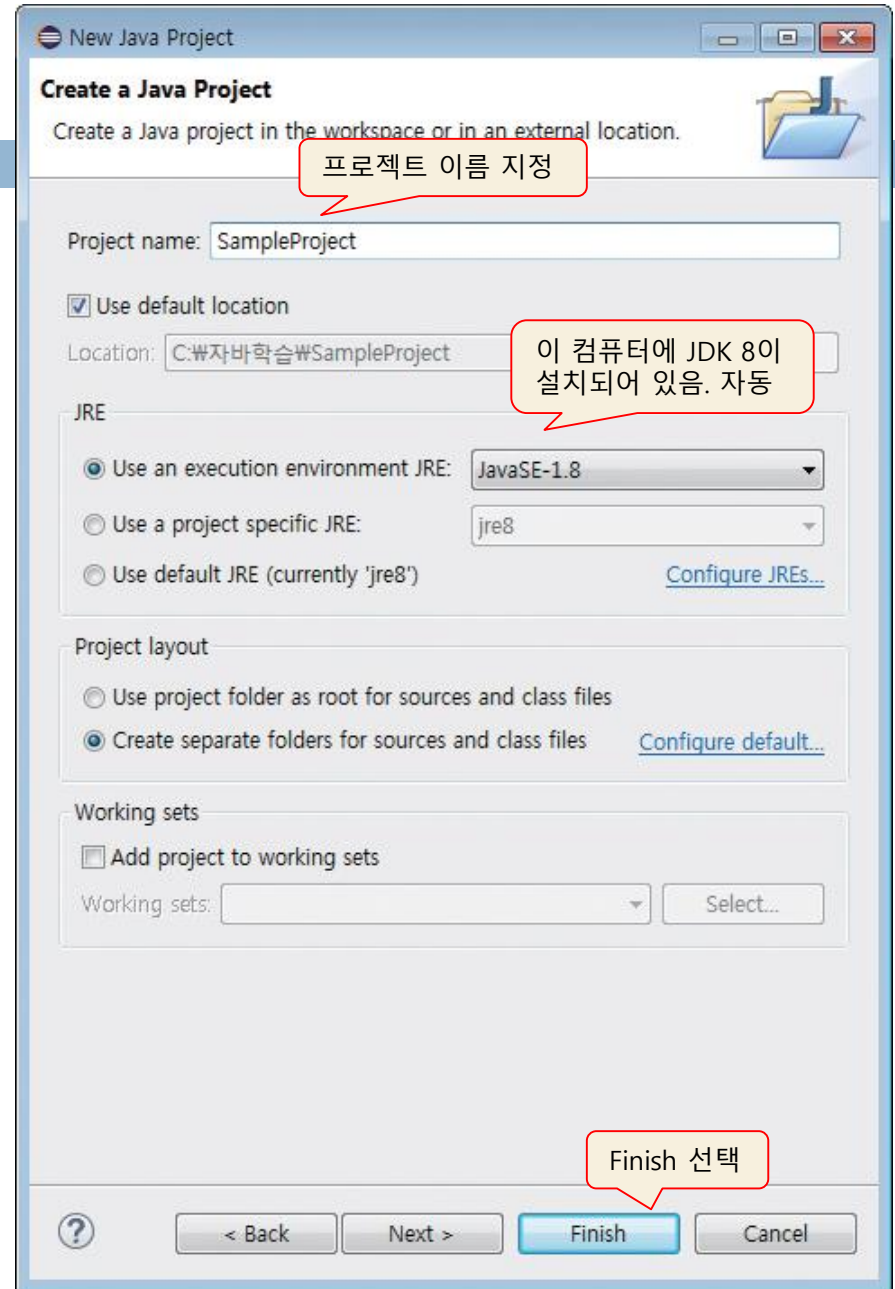 New Java Project
Create a Java Project
Create a Java project in the workspace or in an external location.
프로젝트 이름 지정
Project name: SampleProject
Use default location
Location: C:₩자바학습₩SampleProject
이 컴퓨터에 JDK 8이
설치되어 있음. 자동
JRE
Use an execution environment JRE: JavaSE-1.8
Use a project specific JRE: jre8
Use default JRE (currently 'jre8') Configure JREs...
Project layout
Use project folder as root for sources and class files
Create separate folders for sources and class files Configure default...
Working sets
Add project to working sets
Working sets: Select...
Finish 선택
? < Back Next > Finish Cancel